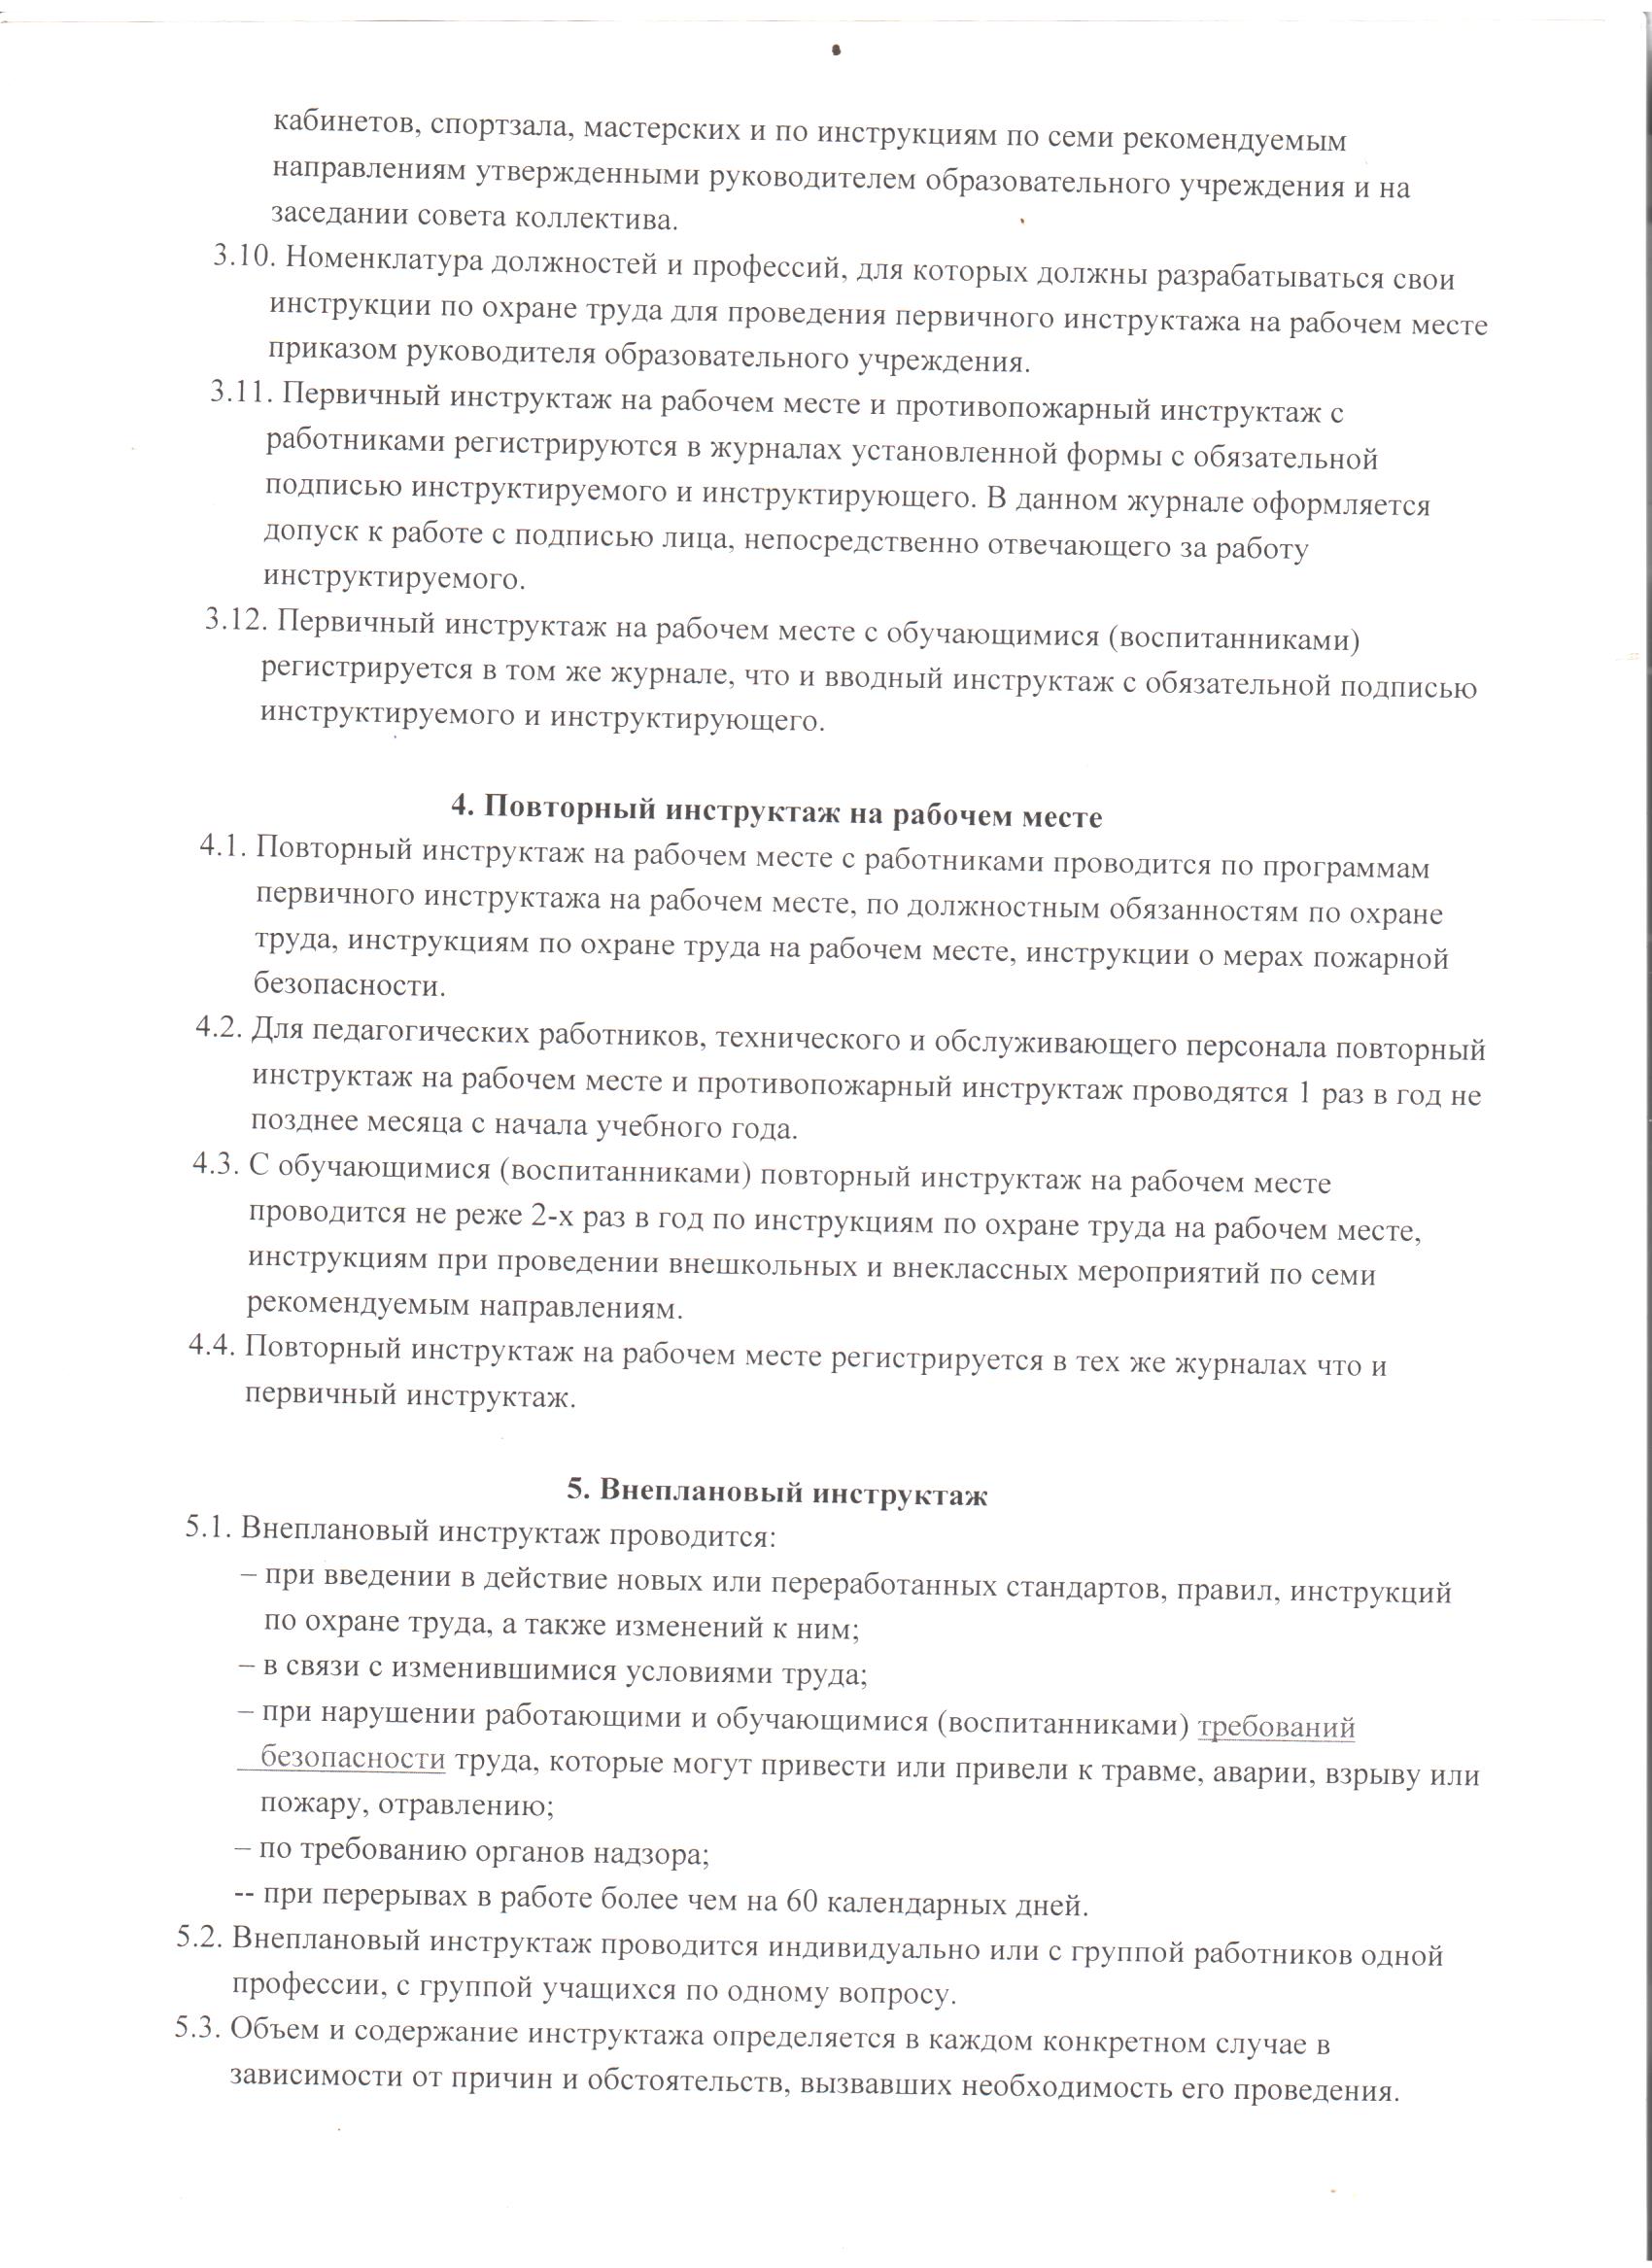 кабинетов, спортзала, мастерских и по инструкциям по семи рекомендуемым
направлениям утвержденными руководителем образовательного учреждения и на
заседании совета коллектива.
3.10. Номенклатура должностей и профессий, для которых должны разрабатываться свои
инструкции по охране труда для проведения первичного инструктажа на рабочем месте
приказом руководителя образовательного учреждения.
3.11. Первичный инструктаж на рабочем месте и противопожарный инструктаж с
работниками регистрируются в журналах установленной формы с обязательной
подписью инструктируемого и инструктирующего. В данном журнале оформляется
допуск к работе с подписью лица, непосредственно отвечающего за работу
инструктируемого.
3.12. Первичный инструктаж на рабочем месте с обучающимися (воспитанниками)
регистрируется в том же журнале, что и вводный инструктаж с обязательной подписью
инструктируемого и инструктирующего.
4. Повторный инструктаж на рабочем месте
4.1. Повторный инструктаж на рабочем месте с работниками проводится по программам
первичного инструктажа на рабочем месте, по должностным обязанностям по охране
труда, инструкциям по охране труда на рабочем месте, инструкции о мерах пожарной
безопасности.
4.2. Для педагогических работников, технического и обслуживающего персонала повторный
инструктаж на рабочем месте и противопожарный инструктаж проводятся 1 раз в год не
позднее месяца с начала учебного года.
4.3. С обучающимися (воспитанниками) повторный инструктаж на рабочем месте
проводится не реже 2-х раз в год по инструкциям по охране труда на рабочем месте,
инструкциям при проведении внешкольных и внеклассных мероприятий по семи
рекомендуемым направлениям.
4.4. Повторный инструктаж на рабочем месте регистрируется в тех же журналах что и
первичный инструктаж.
5. Внеплановый инструктаж
5.1. Внеплановый инструктаж проводится:
– при введении в действие новых или переработанных стандартов, правил, инструкций
по охране труда, а также изменений к ним;
– в связи с изменившимися условиями труда;
– при нарушении работающими и обучающимися (воспитанниками) требований
безопасности труда, которые могут привести или привели к травме, аварии, взрыву или
пожару, отравлению;
– по требованию органов надзора;
-- при перерывах в работе более чем на 60 календарных дней.
5.2. Внеплановый инструктаж проводится индивидуально или с группой работников одной
профессии, с группой учащихся по одному вопросу.
5.3. Объем и содержание инструктажа определяется в каждом конкретном случае в
зависимости от причин и обстоятельств, вызвавших необходимость его проведения.